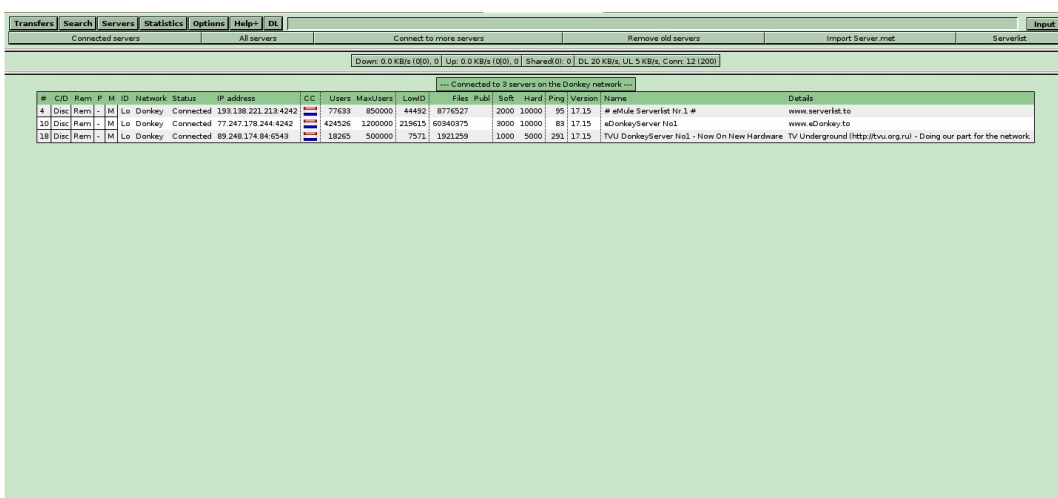 Transfers Search Servers Statistics Options Help+ DL Input
Connected servers All servers Connect to more servers Remove old servers Import Server.met Serverlist
Down: 0.0 KB/s (0|0), 0 Up: 0.0 KB/s (0|0), 0 Shared(0): 0 DL 20 KB/s, UL 5 KB/s, Conn: 12 (200)
--- Connected to 3 servers on the Donkey network ---
# C/D Rem P M ID Network Status IP address CC Users MaxUsers LowID Files Publ Soft Hard Ping Version Name Details
4 Disc Rem - M Lo Donkey Connected 193.138.221.213:4242 77633 850000 44492 8776527 2000 10000 95 17.15 # eMule Serverlist Nr.1 # www.serverlist.to
10 Disc Rem - M Lo Donkey Connected 77.247.178.244:4242 424526 1200000 219615 60340375 3000 10000 83 17.15 eDonkeyServer No1 www.eDonkey.to
18 Disc Rem - M Lo Donkey Connected 89.248.174.84:6543 18265 500000 7571 1921259 1000 5000 291 17.15 TVU DonkeyServer No1 - Now On New Hardware TV Underground (http://tvu.org.ru) - Doing our part for the network.